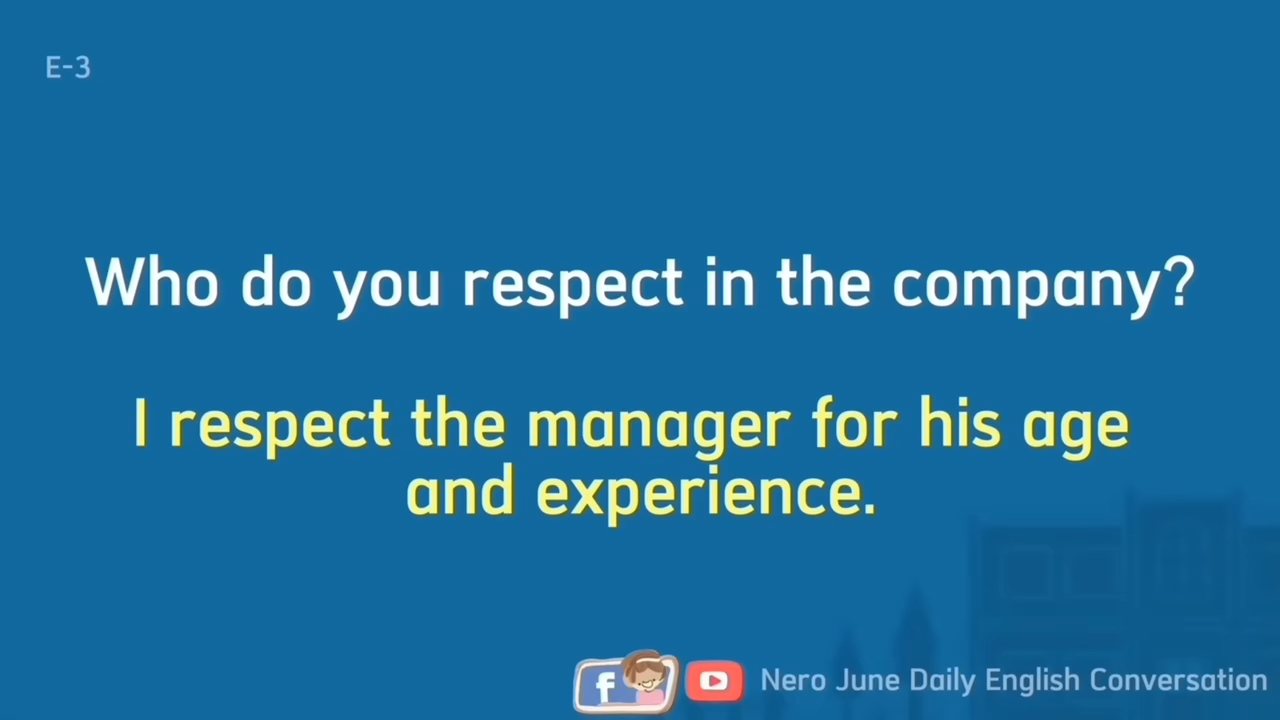 E-3
Who do you respect in the company?
I respect the manager for his age
and experience.
f
Nero June Daily English Conversation